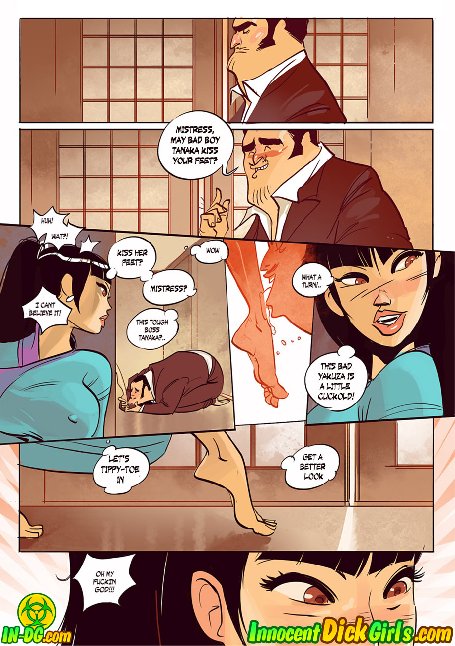 MISTRESS,
MAY BAD BOY
TANAKA KISS
YOUR FEET?
HUH!
WAT?!
I CANT
BELIEVE IT!
KISS HER
FEET?
MISTRESS?
THIS TOUGH
BOSS
TANAKA?..
WOW
WHAT A
TURN...
THIS BAD
YAKUZA IS
A LITTLE
CUCKOLD!
LET'S
TIPPY-TOE
IN
GET A
BETTER
LOOK
OH MY
FUCKIN
GOD!!!
IN-DG.com
InnocentDickGirls.com